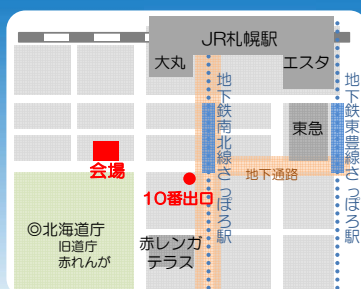 JR札幌駅
大丸
エスタ
地下鉄南北線さっぽろ駅
地下鉄東豊線さっぽろ駅
東急
会場
地下通路
10番出口
◎北海道庁
旧道庁
赤れんが
赤レンガ
テラス